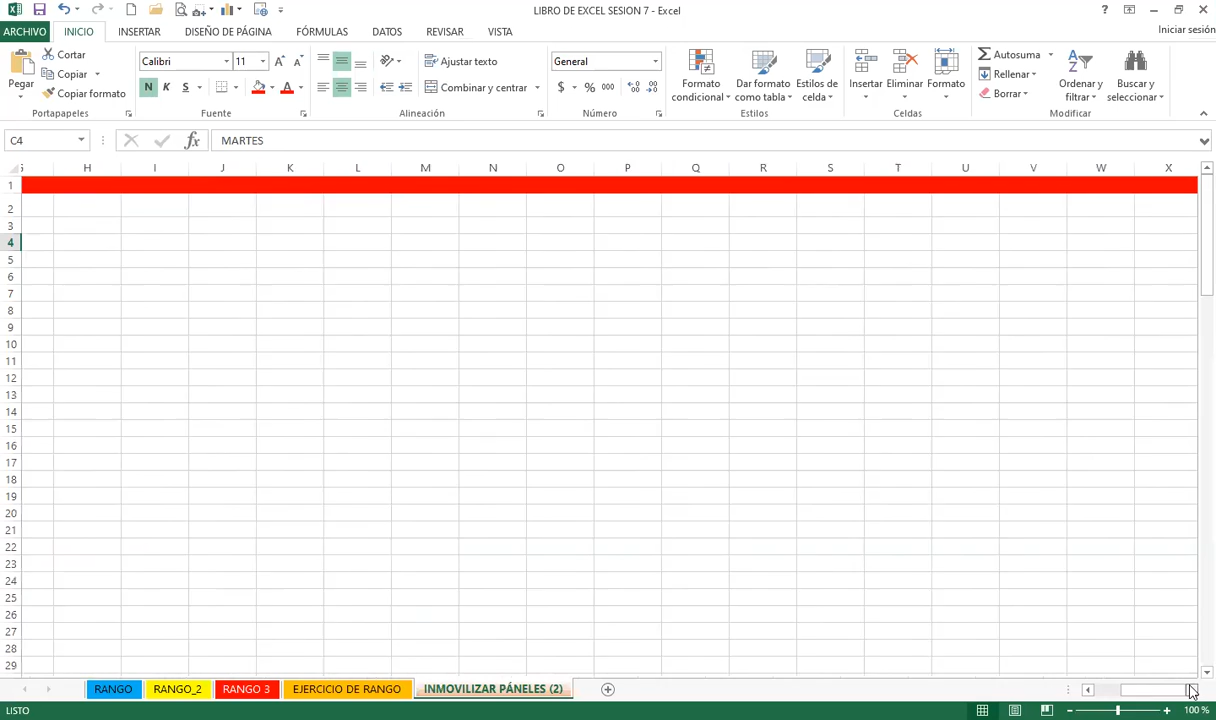 LIBRO DE EXCEL SESION 7 - Excel
ARCHIVO INICIO INSERTAR DISEÑO DE PÁGINA FÓRMULAS DATOS REVISAR VISTA Iniciar sesión
Pegar Cortar Copiar Copiar formato
Calibri 11
N K S
Ajustar texto
Combinar y centrar
General
$ % 000
Formato condicional Dar formato como tabla Estilos de celda
Insertar Eliminar Formato
Autosuma Rellenar Borrar
Ordenar y filtrar Buscar y seleccionar
Portapapeles Fuente Alineación Número Estilos Celdas Modificar
C4 fx MARTES
H I J K L M N O P Q R S T U V W X
1
2
3
4
5
6
7
8
9
10
11
12
13
14
15
16
17
18
19
20
21
22
23
24
25
26
27
28
29
RANGO RANGO_2 RANGO 3 EJERCICIO DE RANGO INMOVILIZAR PÁNELES (2)
LISTO 100 %